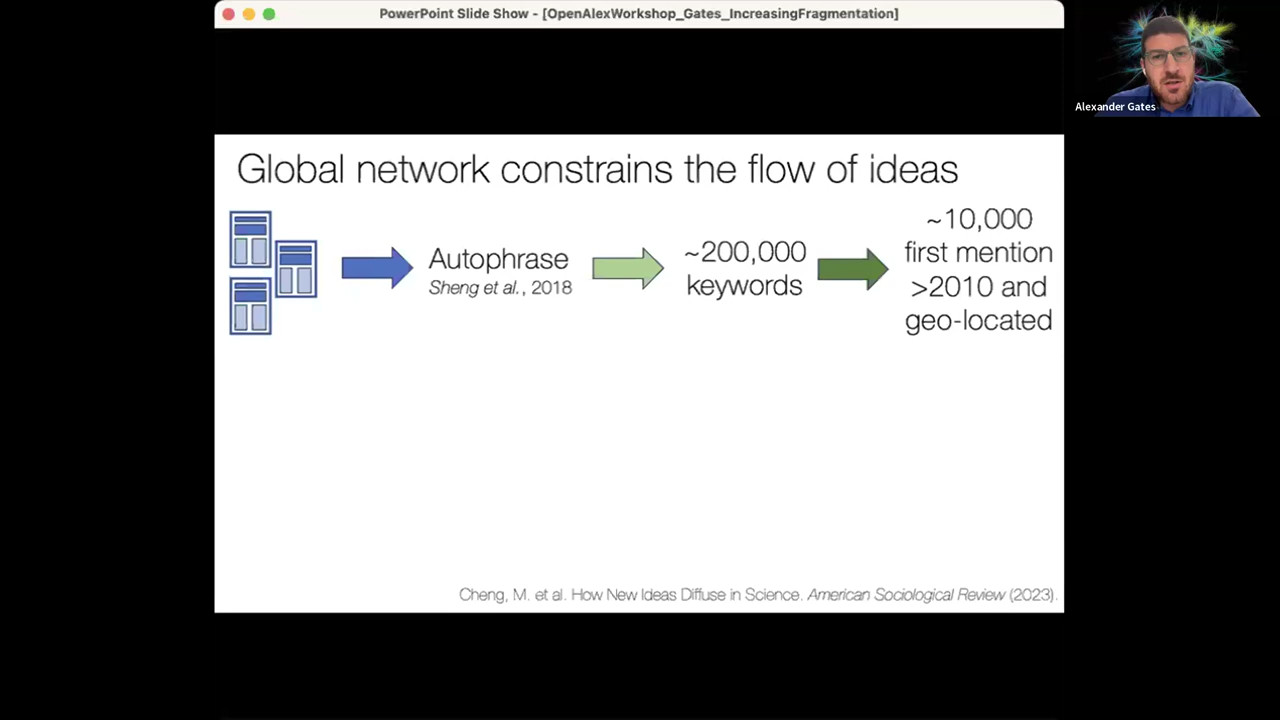 PowerPoint Slide Show - [OpenAlexWorkshop_Gates_IncreasingFragmentation]
Alexander Gates
Global network constrains the flow of ideas
Autophrase
Sheng et al., 2018
~200,000
keywords
~10,000
first mention
>2010 and
geo-located
Cheng, M. et al. How New Ideas Diffuse in Science. American Sociological Review (2023).